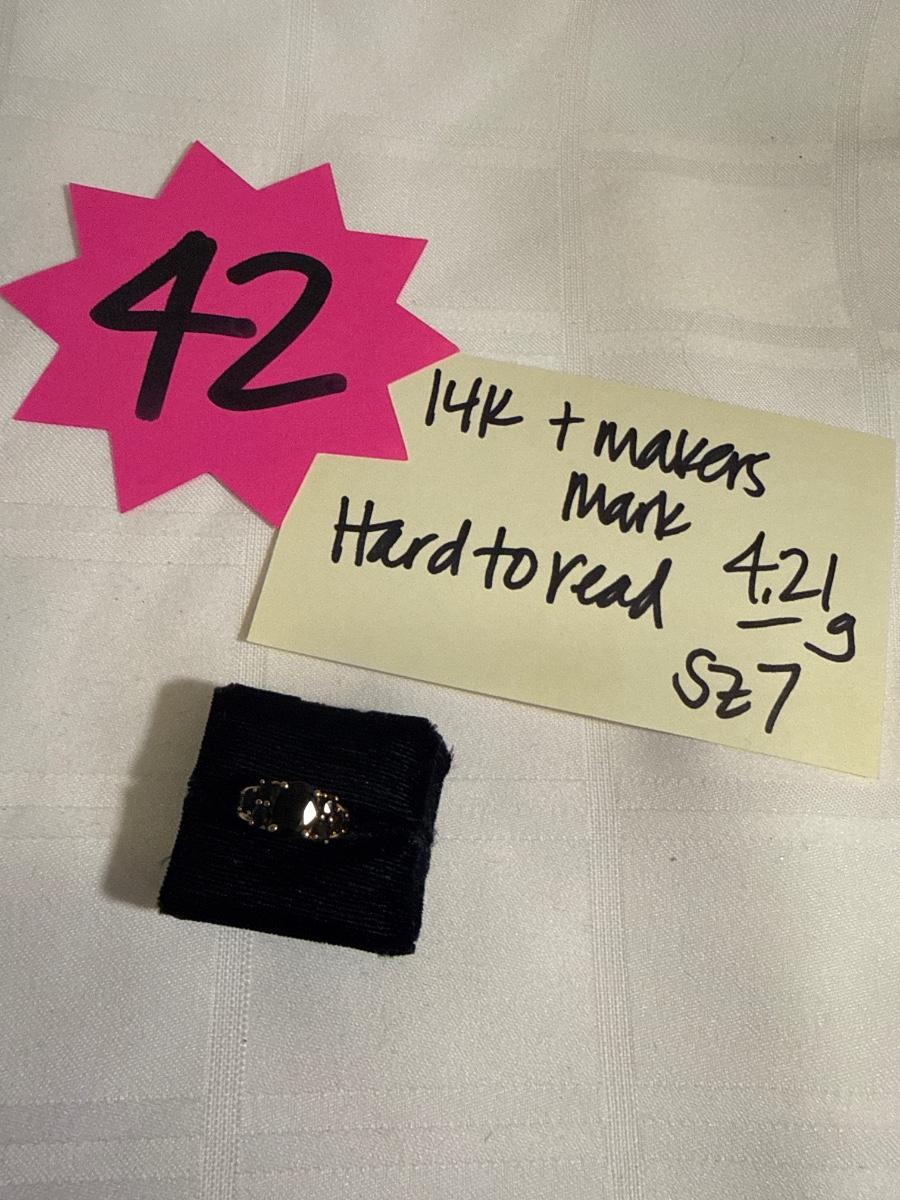 42
14K + makers
mark
Hard to read
4.21 g
SZ7